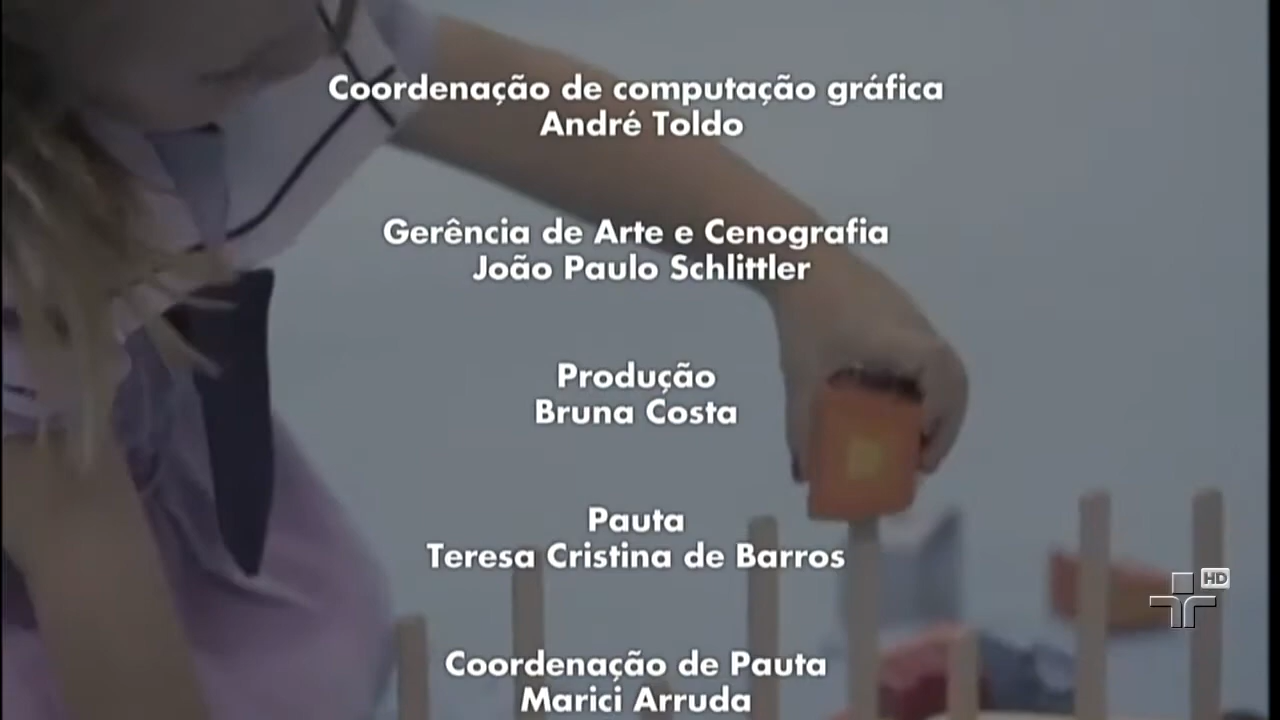 Coordenação de computação gráfica
André Toldo
Gerência de Arte e Cenografia
João Paulo Schlittler
Produção
Bruna Costa
Pauta
Teresa Cristina de Barros
Coordenação de Pauta
Marici Arruda
HD